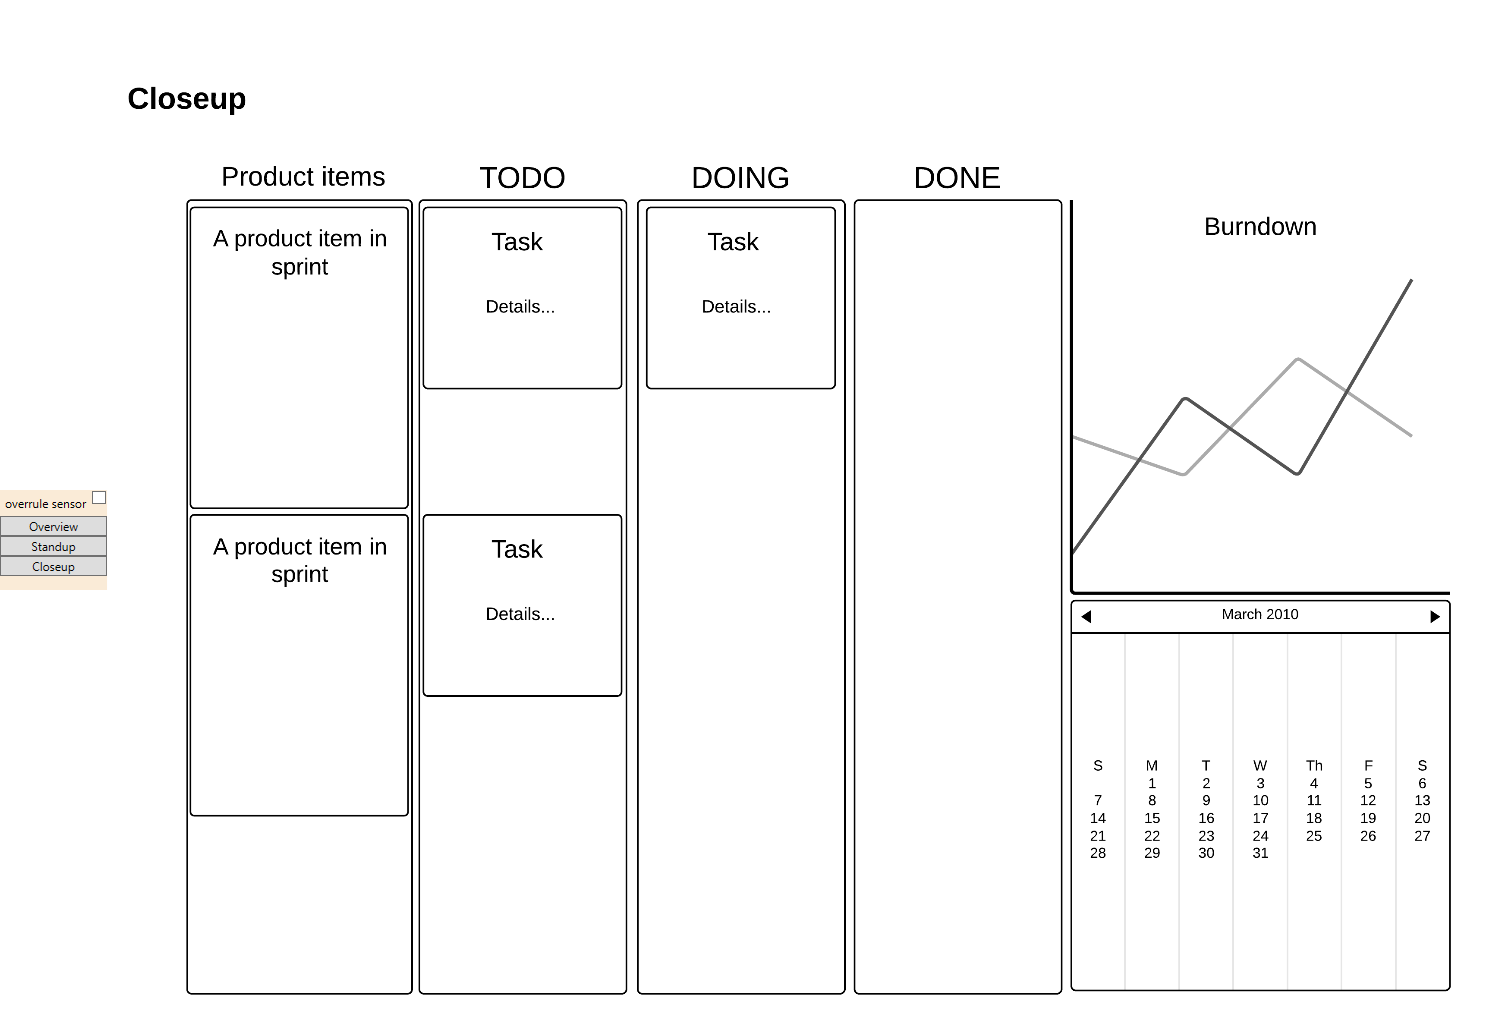 Closeup
Product items
TODO
DOING
DONE
A product item in
sprint
Task
Details...
Task
Details...
Burndown
overrule sensor
Overview
Standup
Closeup
A product item in
sprint
Task
Details...
March 2010
S M T W Th F S
1 2 3 4 5 6
7 8 9 10 11 12 13
14 15 16 17 18 19 20
21 22 23 24 25 26 27
28 29 30 31